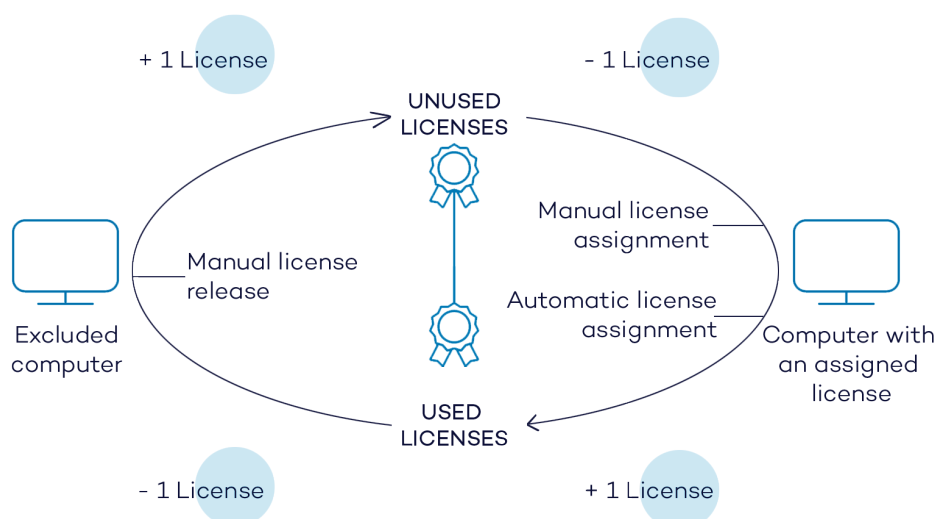 + 1 License
- 1 License
UNUSED
LICENSES
Manual license
assignment
Manual license
release
Automatic license
assignment
Excluded
computer
Computer with
an assigned
license
USED
LICENSES
- 1 License
+ 1 License